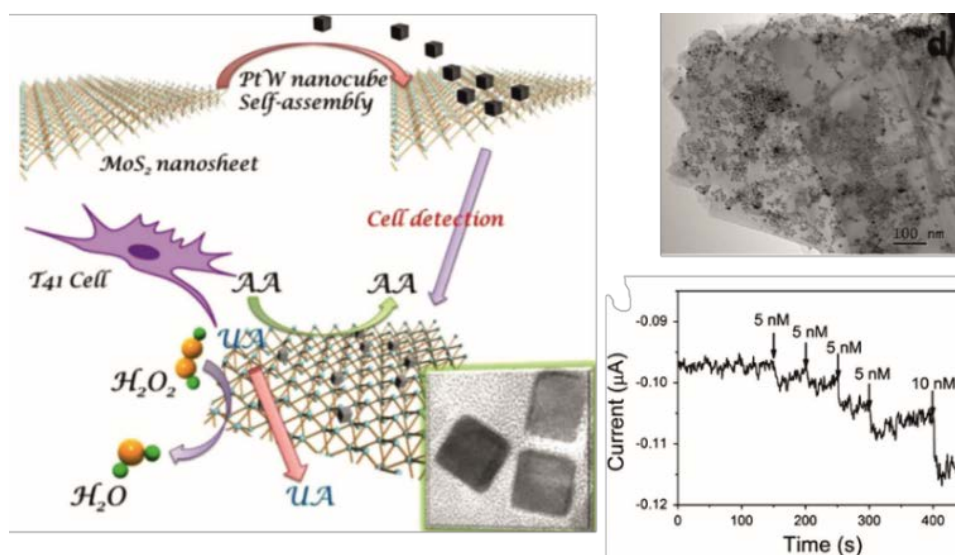 PtW nanocube
Self-assembly
MoS₂ nanosheet
Cell detection
T41 Cell
AA
AA
UA
H₂O₂
H₂O
UA
d
100 nm
5 nM
5 nM
5 nM
5 nM
10 nM
-0.09
-0.10
-0.11
-0.12
Current (μA)
0
100
200
300
400
Time (s)